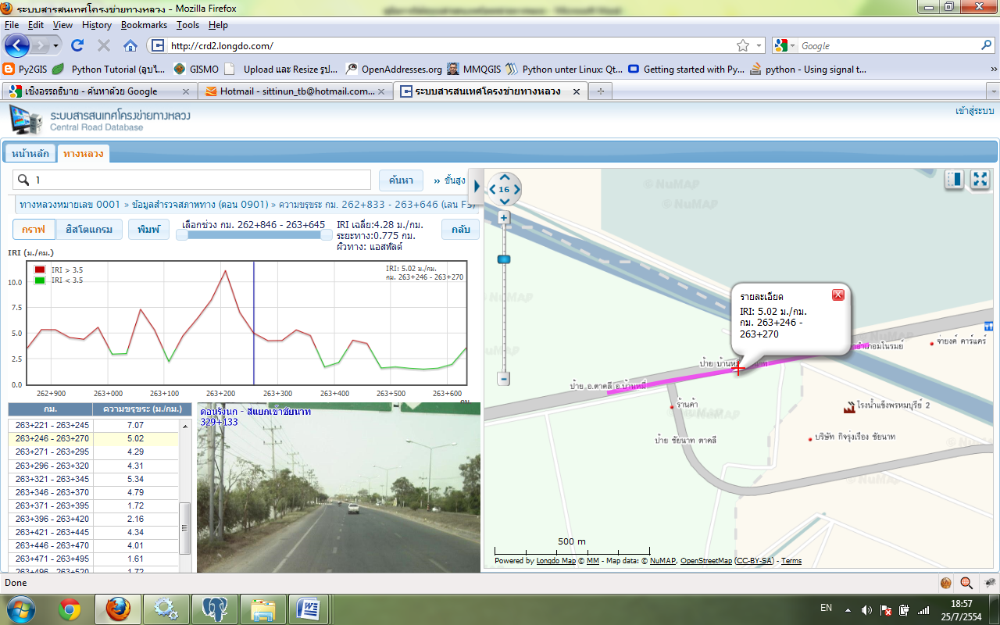 ระบบสารสนเทศโครงข่ายทางหลวง - Mozilla Firefox
File Edit View History Bookmarks Tools Help
http://crd2.longdo.com/
Google
Py2GIS Python Tutorial (ฉบั... GISMO Upload และ Resize รูป... OpenAddresses.org MMQGIS Python unter Linux: Qt... Getting started with Py... python - Using signal t... »
เชิงอรรถธิบาย - ค้นหาด้วย Google
Hotmail - sittinun_tb@hotmail.com...
ระบบสารสนเทศโครงข่ายทางหลวง
ระบบสารสนเทศโครงข่ายทางหลวง
Central Road Database
เข้าสู่ระบบ
หน้าหลัก ทางหลวง
1
ค้นหา
» ขั้นสูง
ทางหลวงหมายเลข 0001 » ข้อมูลสำรวจสภาพทาง (ตอน 0901) » ความขรุขระ กม. 262+833 - 263+646 (เลน F5)
กราฟ ฮิสโตแกรม พิมพ์
เลือกช่วง กม. 262+846 - 263+645
IRI เฉลี่ย:4.28 ม./กม.
ระยะทาง:0.775 กม.
ผิวทาง: แอสฟัลต์
กลับ
IRI (ม./กม.)
IRI > 3.5
IRI < 3.5
IRI: 5.02 ม./กม.
กม. 263+246 - 263+270
10.0
7.5
5.0
2.5
0.0
262+900 263+000 263+100 263+200 263+300 263+400 263+500 263+600
กม.
กม. ความขรุขระ (ม./กม.)
263+221 - 263+245 7.07
263+246 - 263+270 5.02
263+271 - 263+295 4.29
263+296 - 263+320 4.31
263+321 - 263+345 5.34
263+346 - 263+370 4.79
263+371 - 263+395 1.72
263+396 - 263+420 2.16
263+421 - 263+445 4.34
263+446 - 263+470 4.01
263+471 - 263+495 1.61
263+496 - 263+520 1.72
ดอนรังนก - สี่แยกเข้าชัยนาท
329+133
16
+
−
© NuMAP
© NuMAP
รายละเอียด
IRI: 5.02 ม./กม.
กม. 263+246 -
263+270
จ่ายงค์ คาร์แคร์
ป้าย อ.ตาคลี อ.บ้านหมี่
ร้านค้า
ป้าย ชัยนาท ตาคลี
โรงน้ำแข็งพรหมบุรีย์ 2
บริษัท กิจรุ่งเรือง ชัยนาท
500 m
Powered by Longdo Map © MM - Map data: © NuMAP, OpenStreetMap (CC-BY-SA) - Terms
Done
EN
18:57
25/7/2554